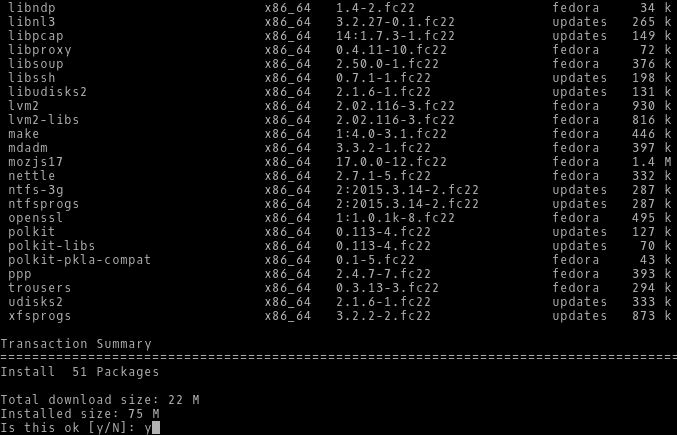 libndp x86_64 1.4-2.fc22 fedora 34 k
libnl3 x86_64 3.2.27-0.1.fc22 updates 265 k
libpcap x86_64 14:1.7.3-1.fc22 updates 149 k
libproxy x86_64 0.4.11-10.fc22 fedora 72 k
libsoup x86_64 2.50.0-1.fc22 fedora 376 k
libssh x86_64 0.7.1-1.fc22 updates 198 k
libudisks2 x86_64 2.1.6-1.fc22 updates 131 k
lvm2 x86_64 2.02.116-3.fc22 fedora 930 k
lvm2-libs x86_64 2.02.116-3.fc22 fedora 816 k
make x86_64 1:4.0-3.1.fc22 fedora 446 k
mdadm x86_64 3.3.2-1.fc22 fedora 397 k
mozjs17 x86_64 17.0.0-12.fc22 fedora 1.4 M
nettle x86_64 2.7.1-5.fc22 fedora 332 k
ntfs-3g x86_64 2:2015.3.14-2.fc22 updates 287 k
ntfsprogs x86_64 2:2015.3.14-2.fc22 updates 287 k
openssl x86_64 1:1.0.1k-8.fc22 fedora 495 k
polkit x86_64 0.113-4.fc22 updates 127 k
polkit-libs x86_64 0.113-4.fc22 updates 70 k
polkit-pkla-compat x86_64 0.1-5.fc22 fedora 43 k
ppp x86_64 2.4.7-7.fc22 fedora 393 k
trousers x86_64 0.3.13-3.fc22 fedora 294 k
udisks2 x86_64 2.1.6-1.fc22 updates 333 k
xfsprogs x86_64 3.2.2-2.fc22 updates 873 k
Transaction Summary
=====================================================================================
Install 51 Packages
Total download size: 22 M
Installed size: 75 M
Is this ok [y/N]: y